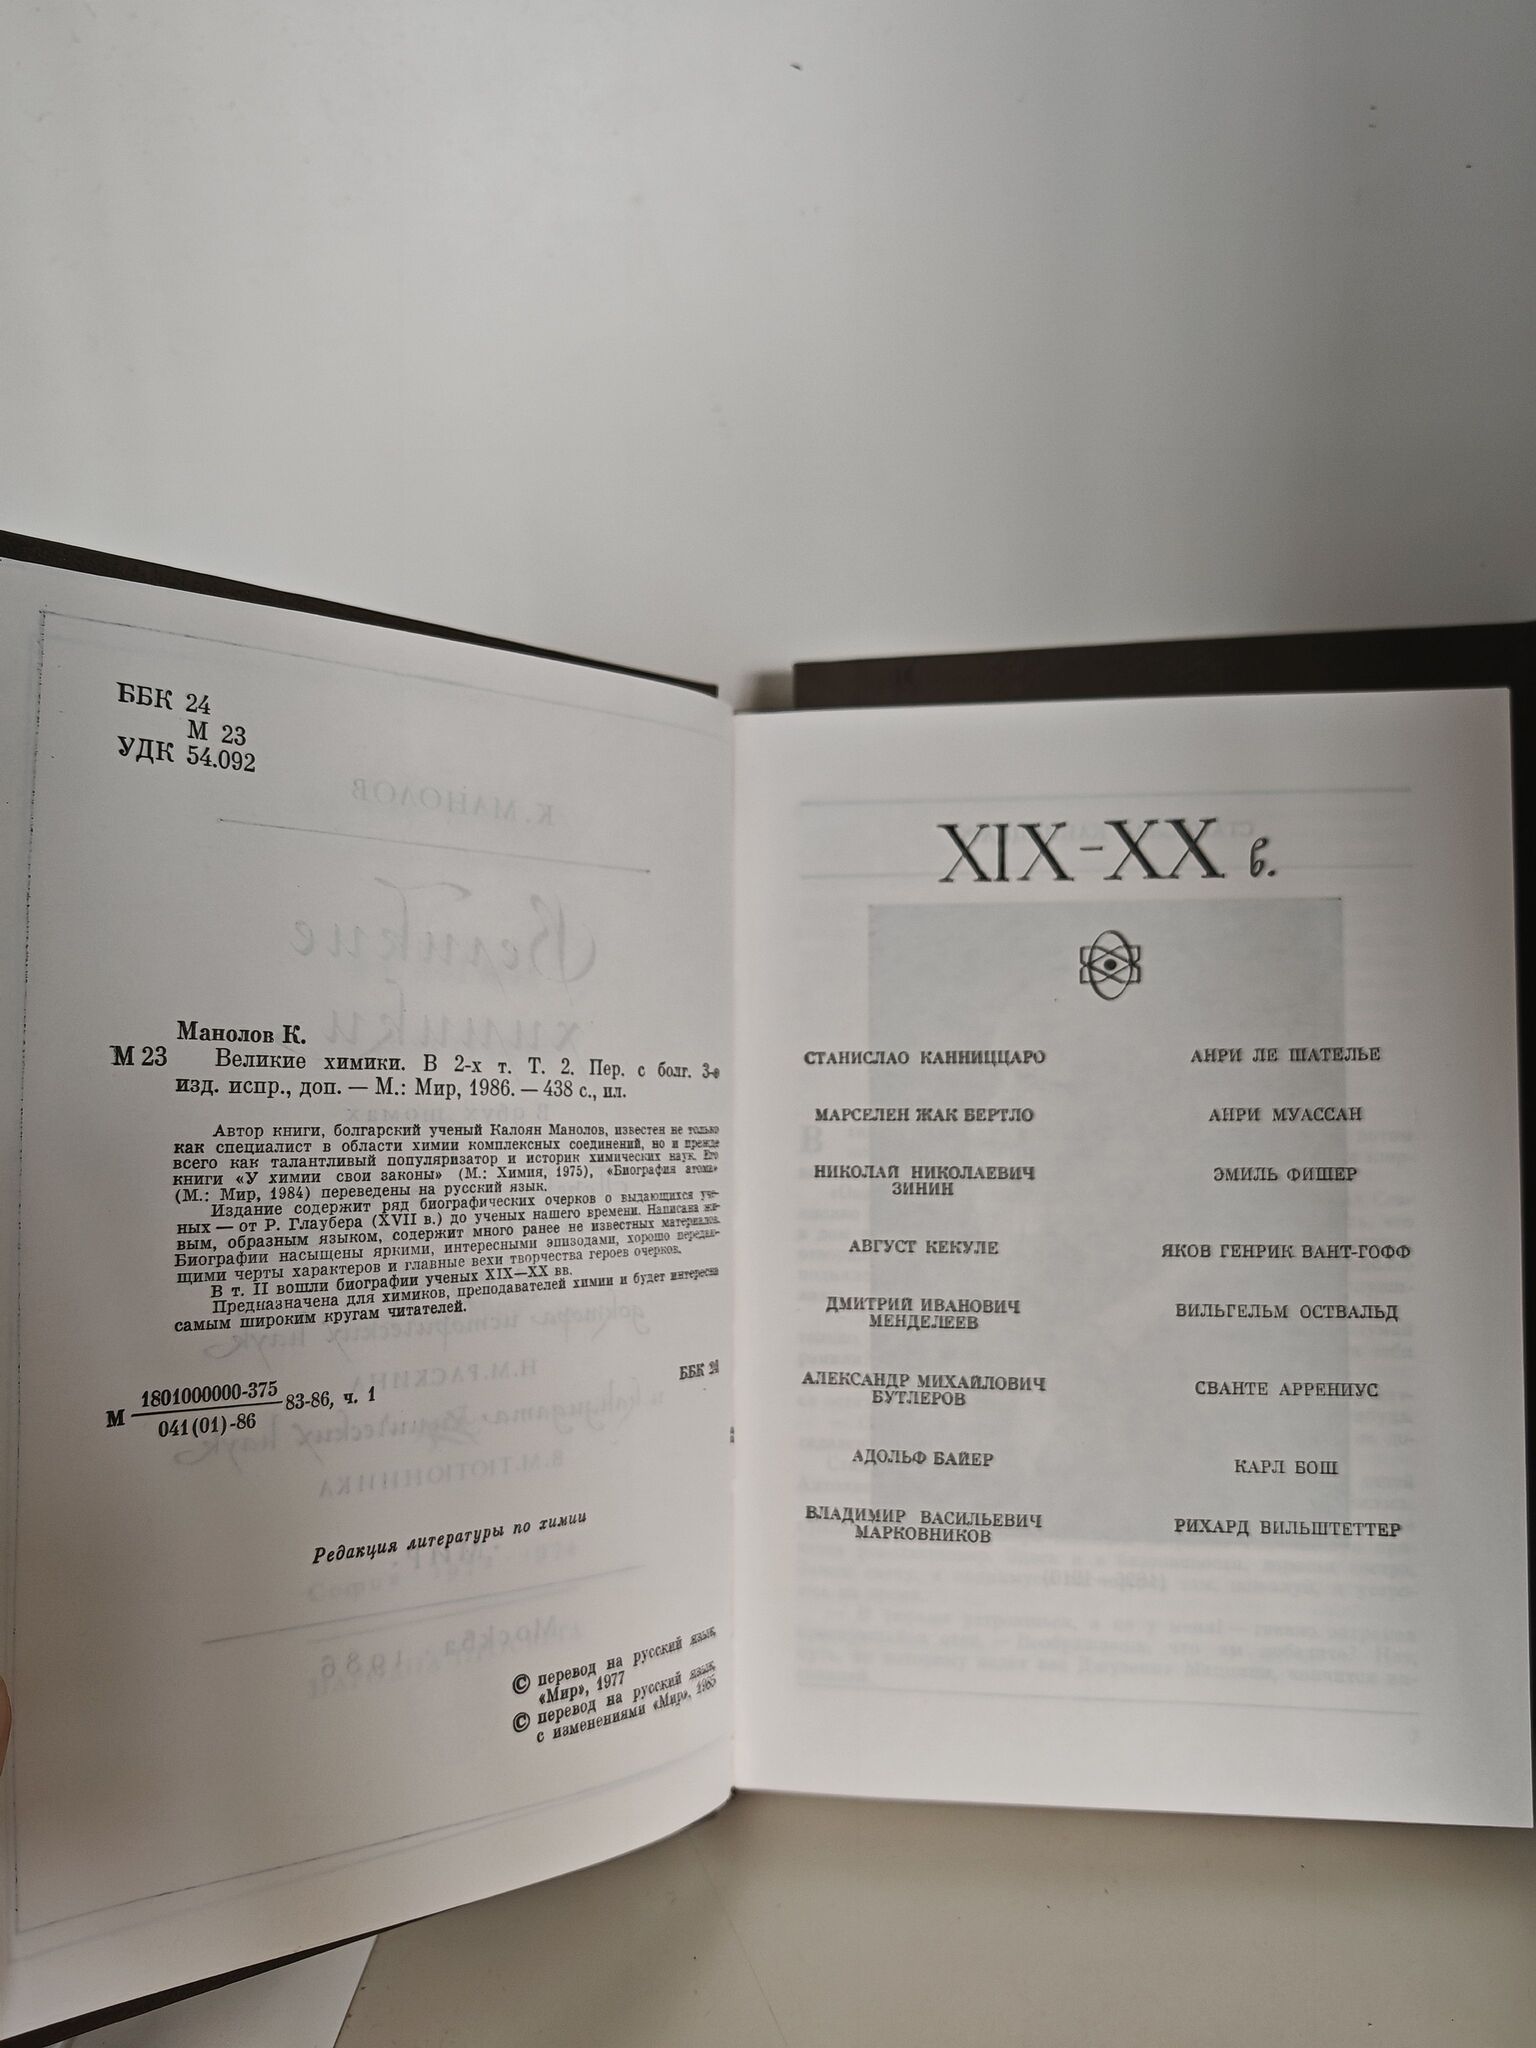 ББК 24
М 23
УДК 54.092
Манолов К.
М 23 Великие химики. В 2-х т. Т. 2. Пер. с болг. 3-е
изд. испр., доп. — М.: Мир, 1986. — 438 с., ил.
Автор книги, болгарский ученый Калоян Манолов, известен не только
как специалист в области химии комплексных соединений, но и прежде
всего как талантливый популяризатор и историк химических наук. Его
книги «У химии свои законы» (М.: Химия, 1975), «Биография атома»
(М.: Мир, 1984) переведены на русский язык.
Издание содержит ряд биографических очерков о выдающихся уче-
ных — от Р. Глаубера (XVII в.) до ученых нашего времени. Написана жи-
вым, образным языком, содержит много ранее не известных материалов.
Биографии насыщены яркими, интересными эпизодами, хорошо передаю-
щими черты характеров и главные вехи творчества героев очерков.
В т. II вошли биографии ученых XIX—XX вв.
Предназначена для химиков, преподавателей химии и будет интересна
самым широким кругам читателей.
М 1801000000-375 83-86, ч. 1
041(01)-86
ББК 24
Редакция литературы по химии
© перевод на русский язык,
«Мир», 1977
© перевод на русский язык,
с изменениями «Мир», 1985
XIX–XX в.
СТАНИСЛАО КАННИЦЦАРО
МАРСЕЛЕН ЖАК БЕРТЛО
НИКОЛАЙ НИКОЛАЕВИЧ
ЗИНИН
АВГУСТ КЕКУЛЕ
ДМИТРИЙ ИВАНОВИЧ
МЕНДЕЛЕЕВ
АЛЕКСАНДР МИХАЙЛОВИЧ
БУТЛЕРОВ
АДОЛЬФ БАЙЕР
ВЛАДИМИР ВАСИЛЬЕВИЧ
МАРКОВНИКОВ
АНРИ ЛЕ ШАТЕЛЬЕ
АНРИ МУАССАН
ЭМИЛЬ ФИШЕР
ЯКОВ ГЕНРИК ВАНТ-ГОФФ
ВИЛЬГЕЛЬМ ОСТВАЛЬД
СВАНТЕ АРРЕНИУС
КАРЛ БОШ
РИХАРД ВИЛЬШТЕТТЕР